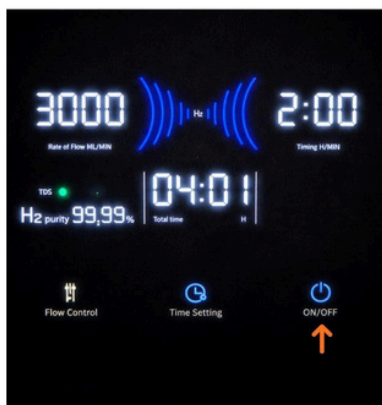 3000
H₂
2:00
Rate of Flow ML/MIN
Timing H/MIN
TDS
H2 purity 99,99%
04:01
Total time H
Flow Control
Time Setting
ON/OFF